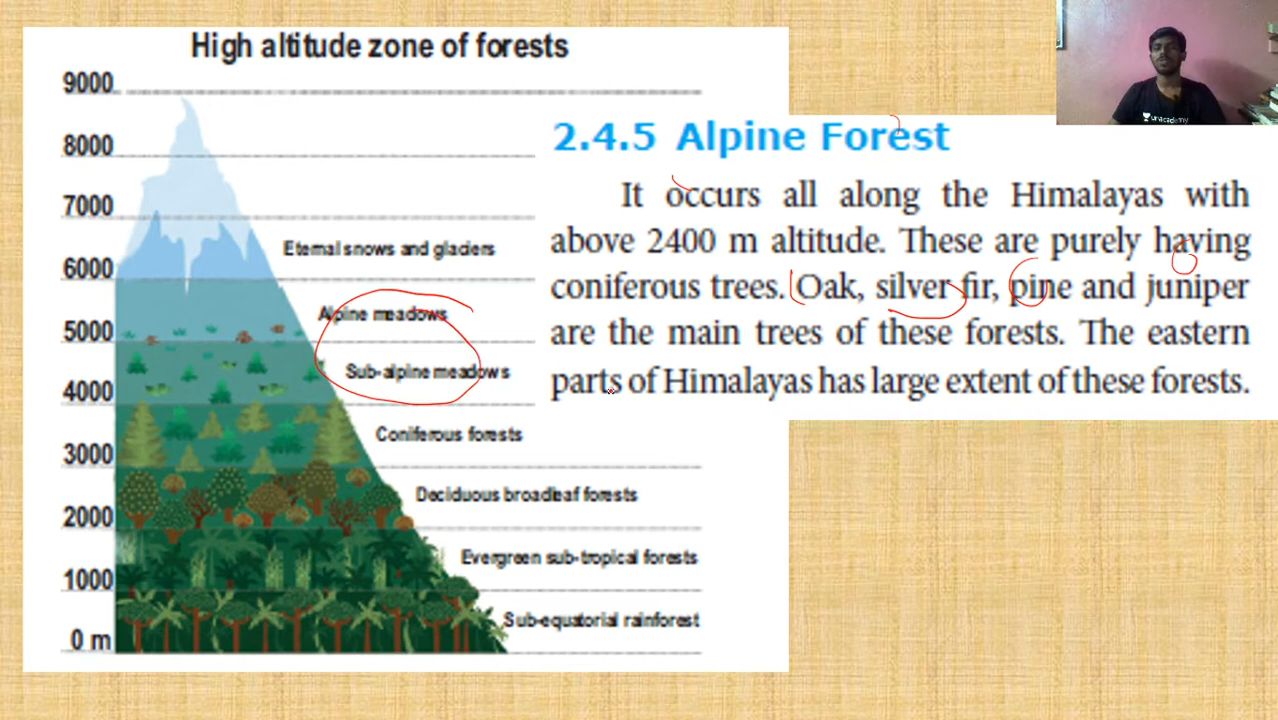 High altitude zone of forests
9000
8000
7000
Eternal snows and glaciers
6000
Alpine meadows
5000
Sub-alpine meadows
4000
Coniferous forests
3000
Deciduous broadleaf forests
2000
Evergreen sub-tropical forests
1000
Sub-equatorial rainforest
0 m
2.4.5 Alpine Forest
It occurs all along the Himalayas with
above 2400 m altitude. These are purely having
coniferous trees. Oak, silver fir, pine and juniper
are the main trees of these forests. The eastern
parts of Himalayas has large extent of these forests.
unacademy